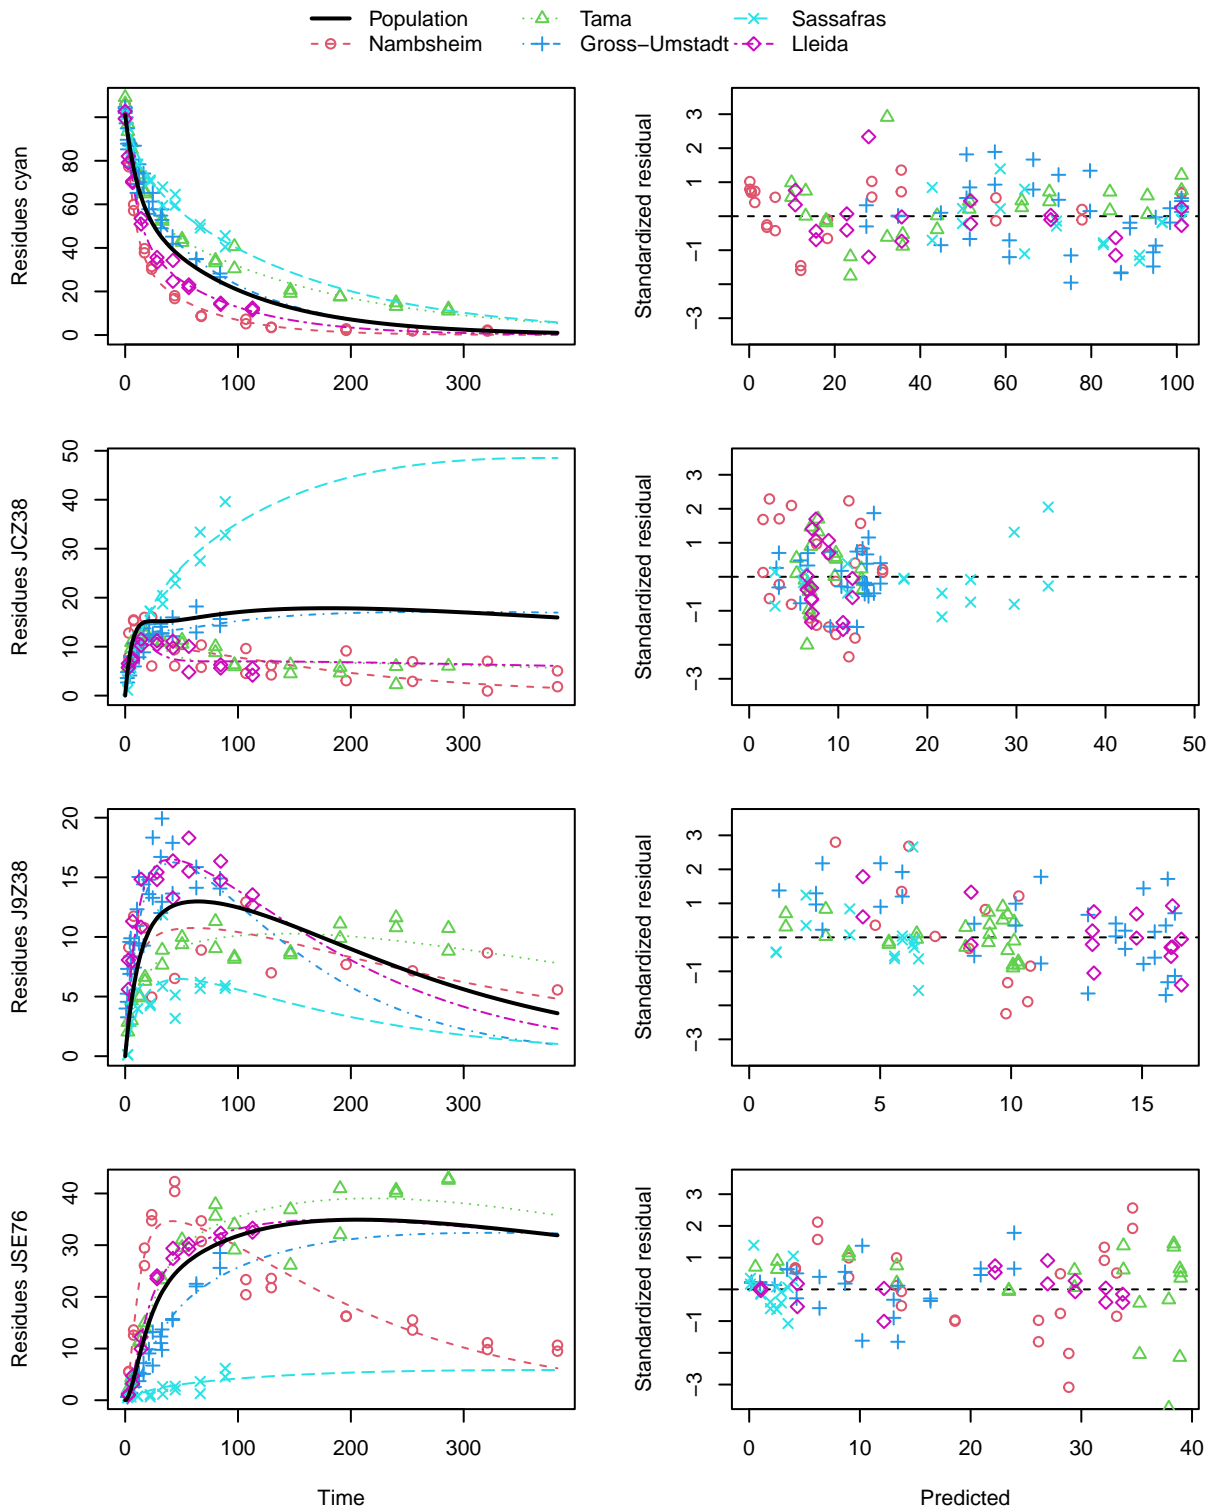 Population Tama Sassafras
Nambsheim Gross−Umstadt Lleida
Residues cyan
0 20 40 60 80
0 100 200 300
Standardized residual
−3 −1 1 3
0 20 40 60 80 100
Residues JCZ38
0 10 20 30 40 50
0 100 200 300
Standardized residual
−3 −1 1 3
0 10 20 30 40 50
Residues J9Z38
0 5 10 15 20
0 100 200 300
Standardized residual
−3 −1 1 3
0 5 10 15
Residues JSE76
0 10 20 30 40
0 100 200 300
Time
Standardized residual
−3 −1 1 3
0 10 20 30 40
Predicted